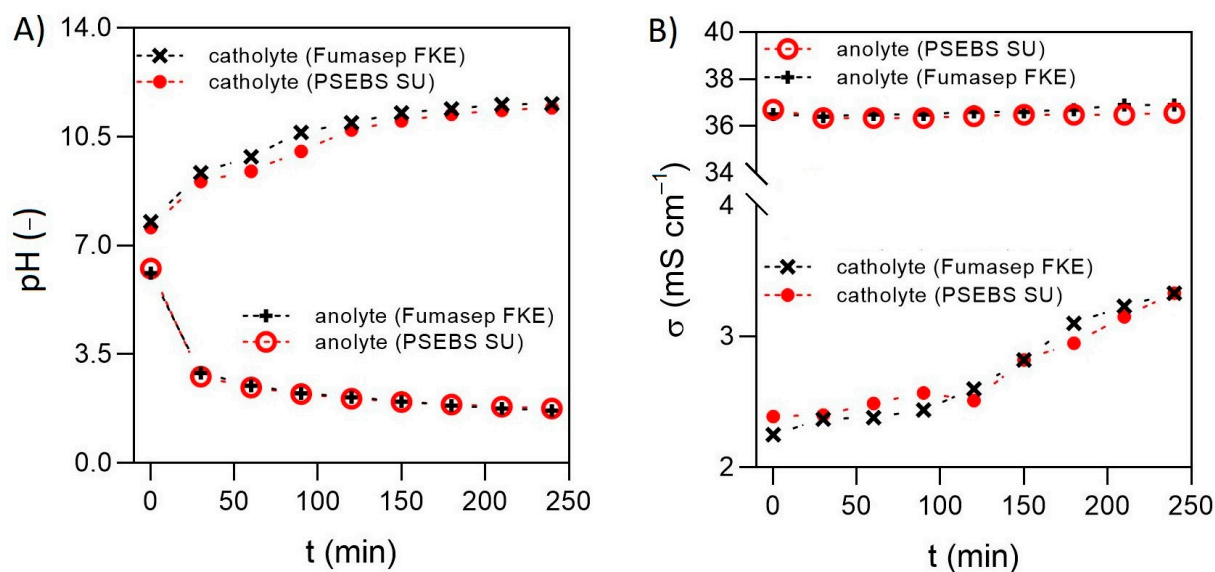 A)
14.0
10.5
7.0
3.5
0.0
pH (−)
catholyte (Fumasep FKE)
catholyte (PSEBS SU)
anolyte (Fumasep FKE)
anolyte (PSEBS SU)
0 50 100 150 200 250
t (min)
B)
40
38
36
34
4
3
2
σ (mS cm⁻¹)
anolyte (PSEBS SU)
anolyte (Fumasep FKE)
catholyte (Fumasep FKE)
catholyte (PSEBS SU)
0 50 100 150 200 250
t (min)